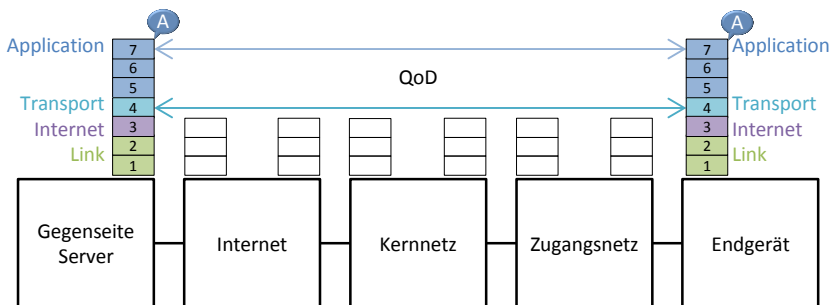 A
A
Application
7
7
Application
6
6
QoD
5
5
Transport
4
4
Transport
Internet
3
3
Internet
Link
2
2
Link
1
1
Gegenseite
Server
Internet
Kernnetz
Zugangsnetz
Endgerät